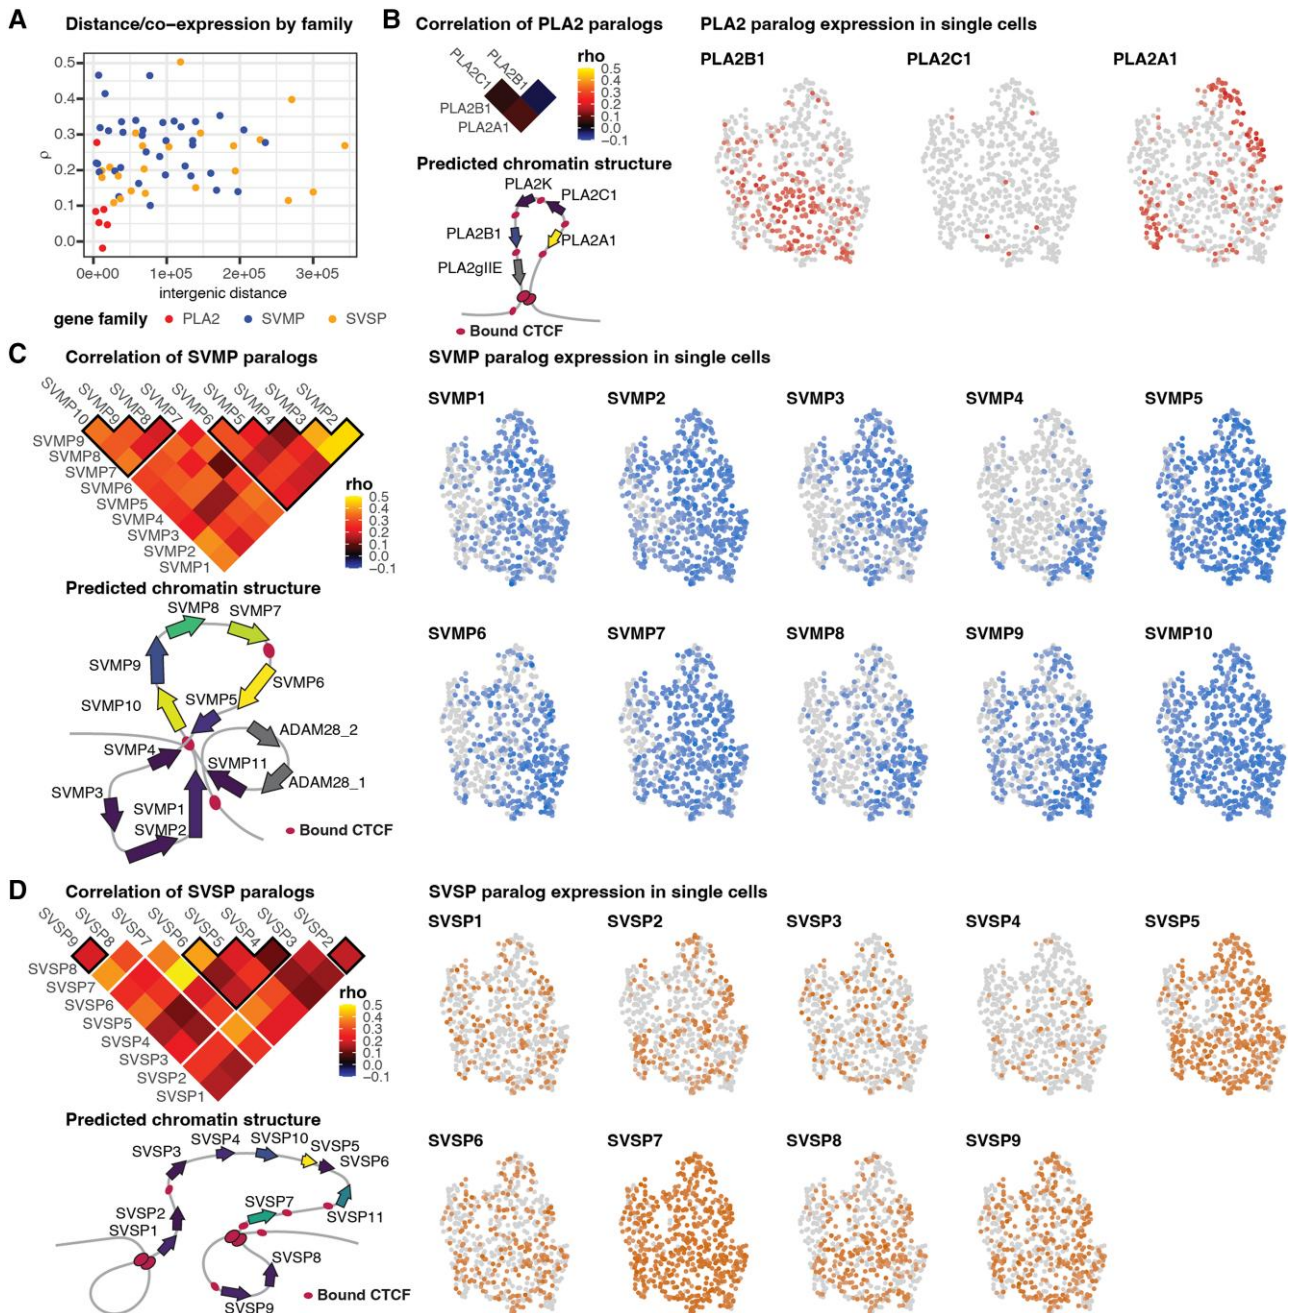 A
Distance/co-expression by family
0.5
0.4
0.3
0.2
0.1
0.0
ρ
0e+00 1e+05 2e+05 3e+05
intergenic distance
gene family PLA2 SVMP SVSP
B
Correlation of PLA2 paralogs
PLA2C1
PLA2B1
PLA2B1
PLA2A1
rho
0.5
0.4
0.3
0.2
0.1
0.0
−0.1
Predicted chromatin structure
PLA2K
PLA2C1
PLA2B1
PLA2A1
PLA2gIIE
Bound CTCF
PLA2 paralog expression in single cells
PLA2B1
PLA2C1
PLA2A1
C
Correlation of SVMP paralogs
SVMP10
SVMP9
SVMP8
SVMP7
SVMP6
SVMP5
SVMP4
SVMP3
SVMP2
SVMP9
SVMP8
SVMP7
SVMP6
SVMP5
SVMP4
SVMP3
SVMP2
SVMP1
rho
0.5
0.4
0.3
0.2
0.1
0.0
−0.1
Predicted chromatin structure
SVMP8
SVMP7
SVMP9
SVMP6
SVMP10
SVMP5
ADAM28_2
SVMP4
SVMP11
ADAM28_1
SVMP3
SVMP1
SVMP2
Bound CTCF
SVMP paralog expression in single cells
SVMP1
SVMP2
SVMP3
SVMP4
SVMP5
SVMP6
SVMP7
SVMP8
SVMP9
SVMP10
D
Correlation of SVSP paralogs
SVSP9
SVSP8
SVSP7
SVSP6
SVSP5
SVSP4
SVSP3
SVSP2
SVSP8
SVSP7
SVSP6
SVSP5
SVSP4
SVSP3
SVSP2
SVSP1
rho
0.5
0.4
0.3
0.2
0.1
0.0
−0.1
Predicted chromatin structure
SVSP4
SVSP10
SVSP5
SVSP3
SVSP6
SVSP7
SVSP2
SVSP11
SVSP1
SVSP8
SVSP9
Bound CTCF
SVSP paralog expression in single cells
SVSP1
SVSP2
SVSP3
SVSP4
SVSP5
SVSP6
SVSP7
SVSP8
SVSP9